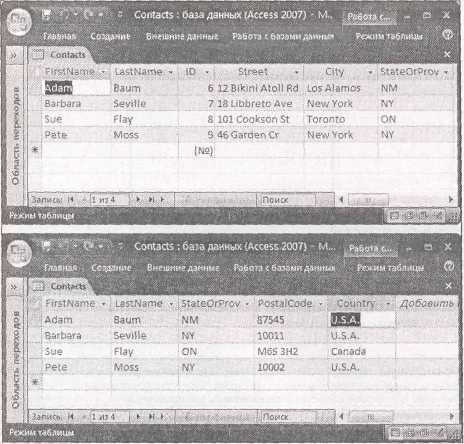 Contacts : база данных (Access 2007) - M... Работа с...
Главная Создание Внешние данные Работа с базами данных Режим таблицы
» Contacts ×
FirstName LastName ID Street City StateOrProv
Adam Baum 6 12 Bikini Atoll Rd Los Alamos NM
Barbara Seville 7 18 Libbreto Ave New York NY
Sue Flay 8 101 Cookson St Toronto ON
Pete Moss 9 46 Garden Cr New York NY
* (№)
Область переходов
Запись: 1 из 4 Поиск
Режим таблицы
Contacts : база данных (Access 2007) - M... Работа с...
Главная Создание Внешние данные Работа с базами данных Режим таблицы
» Contacts ×
FirstName LastName StateOrProv PostalCode Country Добавить
Adam Baum NM 87545 U.S.A.
Barbara Seville NY 10011 U.S.A.
Sue Flay ON M6S 3H2 Canada
Pete Moss NY 10002 U.S.A.
*
Область переходов
Запись: 1 из 4 Поиск
Режим таблицы